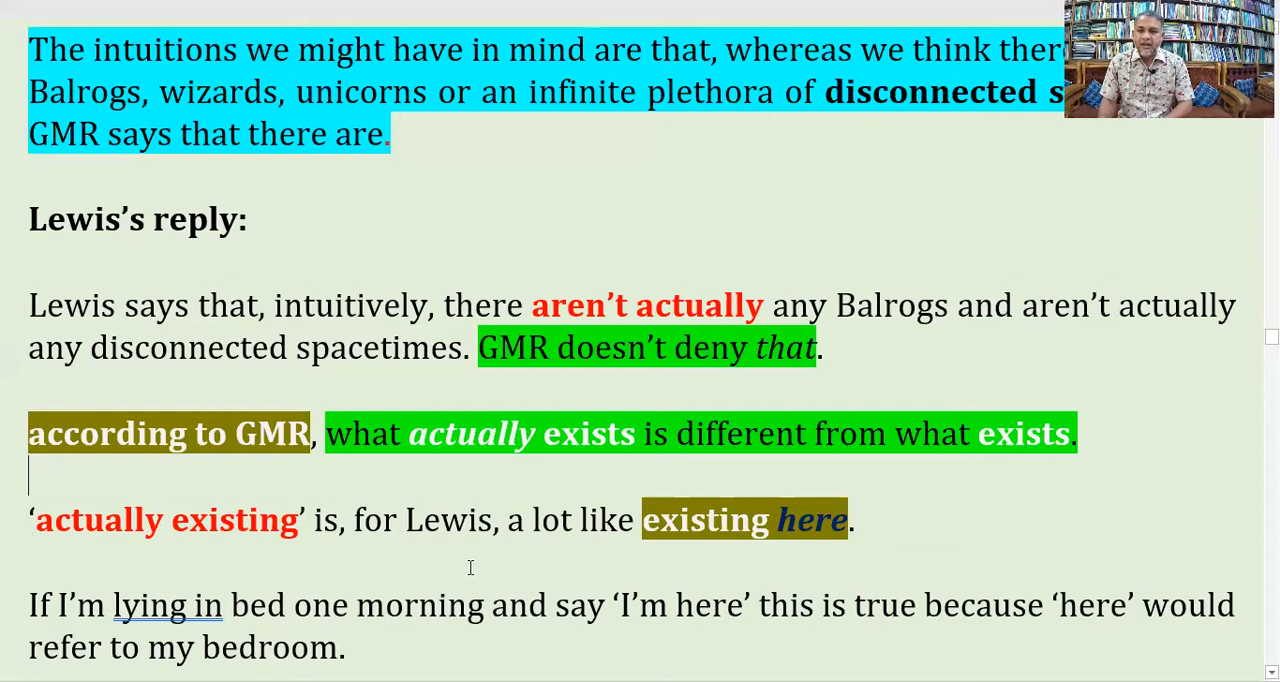 The intuitions we might have in mind are that, whereas we think
Balrogs, wizards, unicorns or an infinite plethora of disconnected
GMR says that there are.
Lewis's reply:
Lewis says that, intuitively, there aren't actually any Balrogs and aren't actually
any disconnected spacetimes. GMR doesn't deny that.
according to GMR, what actually exists is different from what exists.
'actually existing' is, for Lewis, a lot like existing here.
If I'm lying in bed one morning and say 'I'm here' this is true because 'here' would
refer to my bedroom.